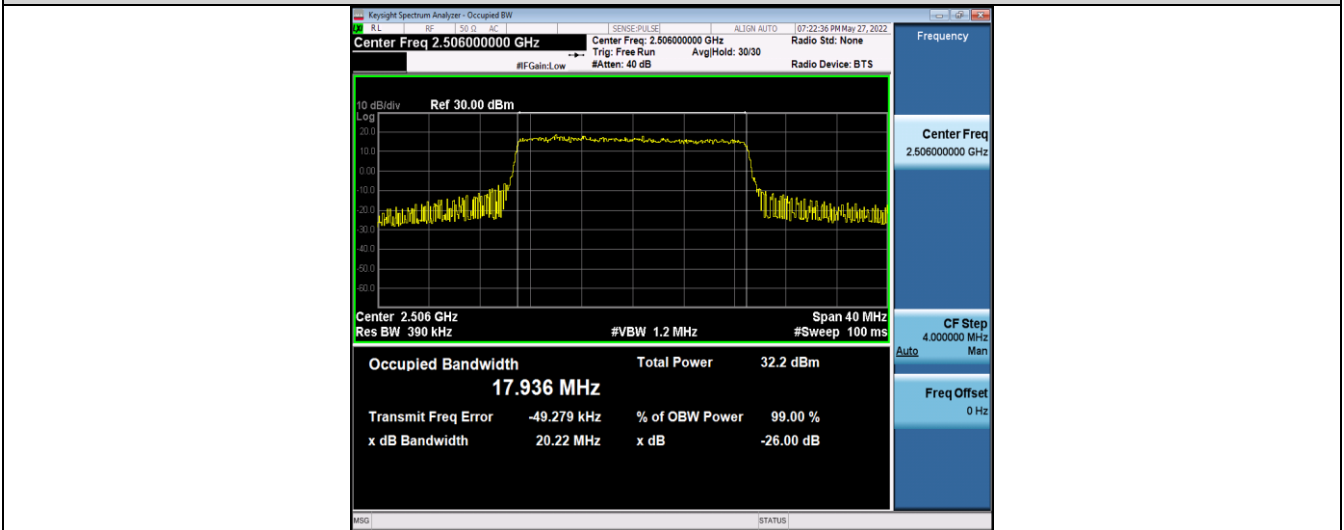 Keysight Spectrum Analyzer - Occupied BW
RL RF 50 Ω AC SENSE:PULSE ALIGN AUTO 07:22:36 PM May 27, 2022
Center Freq 2.506000000 GHz
Center Freq: 2.506000000 GHz Radio Std: None
Trig: Free Run Avg|Hold: 30/30
#IFGain:Low #Atten: 40 dB Radio Device: BTS
Frequency
10 dB/div Ref 30.00 dBm
Log
20.0
10.0
0.00
-10.0
-20.0
-30.0
-40.0
-50.0
-60.0
Center 2.506 GHz Span 40 MHz
Res BW 390 kHz #VBW 1.2 MHz #Sweep 100 ms
Center Freq
2.506000000 GHz
CF Step
4.000000 MHz
Auto Man
Freq Offset
0 Hz
Occupied Bandwidth Total Power 32.2 dBm
17.936 MHz
Transmit Freq Error -49.279 kHz % of OBW Power 99.00 %
x dB Bandwidth 20.22 MHz x dB -26.00 dB
MSG STATUS